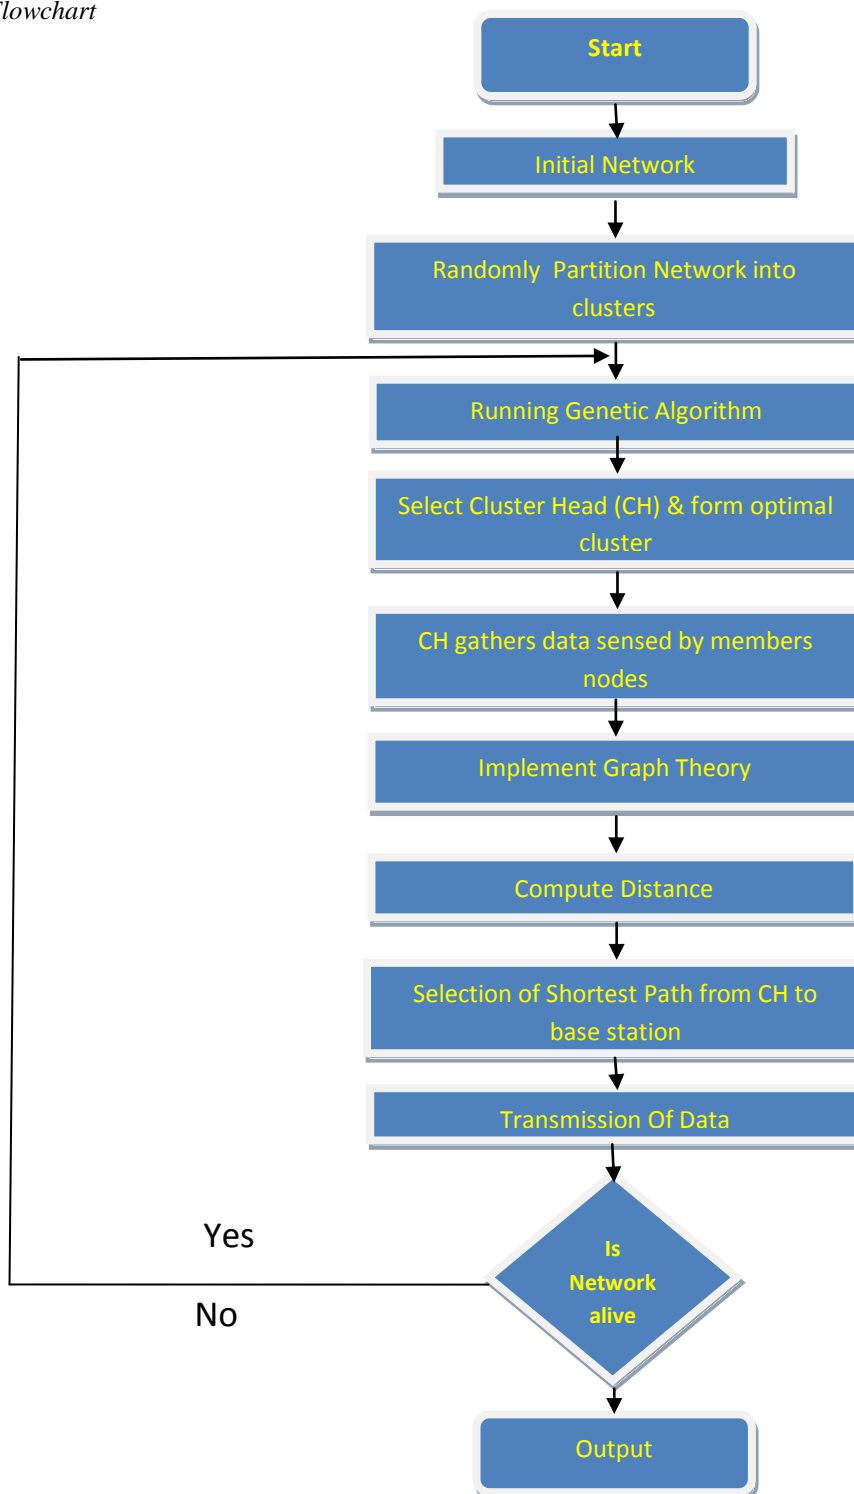 Flowchart
Start
Initial Network
Randomly Partition Network into
clusters
Running Genetic Algorithm
Select Cluster Head (CH) & form optimal
cluster
CH gathers data sensed by members
nodes
Implement Graph Theory
Compute Distance
Selection of Shortest Path from CH to
base station
Transmission Of Data
Yes
Is
Network
alive
No
Output